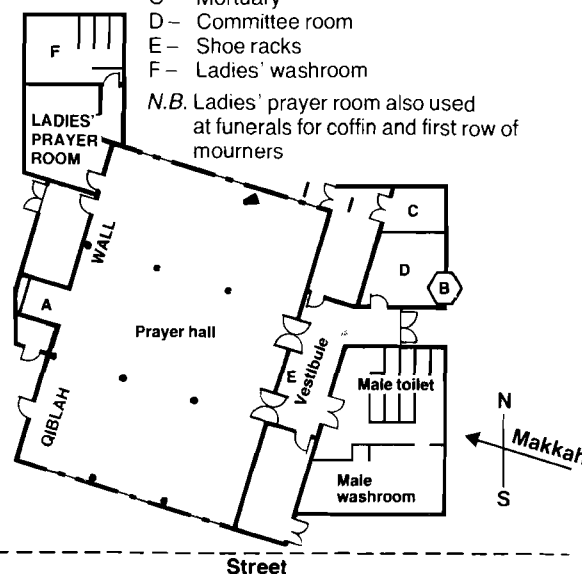 C – Mortuary
D – Committee room
E – Shoe racks
F – Ladies' washroom
N.B. Ladies' prayer room also used
at funerals for coffin and first row of
mourners
F
LADIES'
PRAYER
ROOM
WALL
C
D
B
A
Prayer hall
E
Vestibule
Male toilet
QIBLAH
Male
washroom
N
Makkah
S
Street